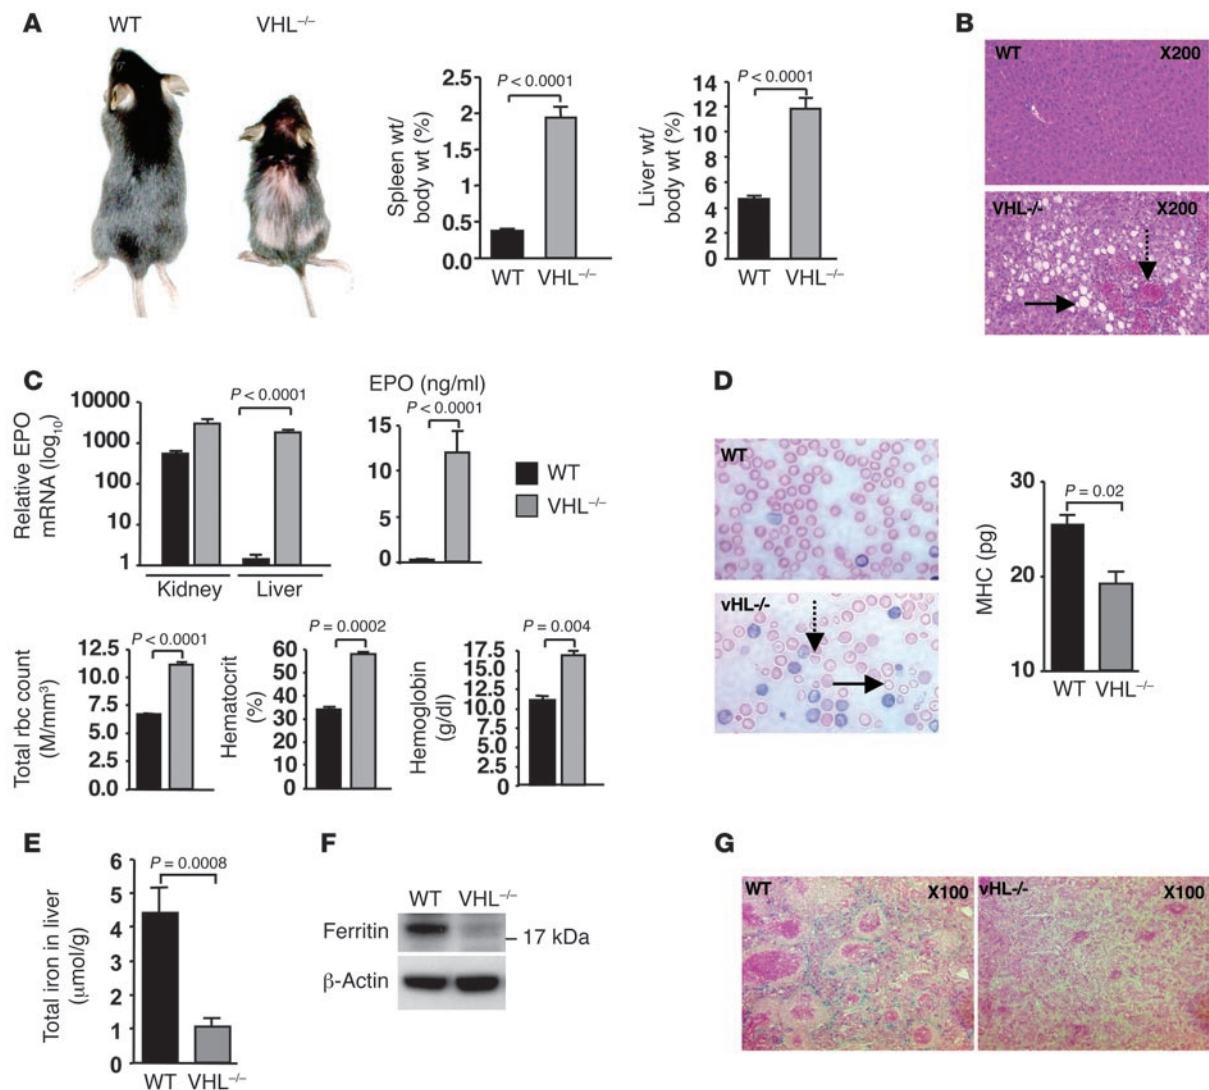 A
WT
VHL⁻/⁻
Spleen wt/
body wt (%)
2.5
2
1.5
1
0.5
0.0
P < 0.0001
WT
VHL⁻/⁻
Liver wt/
body wt (%)
14
12
10
8
6
4
2
0
P < 0.0001
WT
VHL⁻/⁻
B
WT X200
VHL-/- X200
C
Relative EPO
mRNA (log₁₀)
10000
1000
100
10
1
P < 0.0001
Kidney
Liver
EPO (ng/ml)
P < 0.0001
15
10
5
0
WT
VHL⁻/⁻
Total rbc count
(M/mm³)
12.5
10.0
7.5
5.0
2.5
0.0
P < 0.0001
Hematocrit
(%)
60
50
40
30
20
10
0
P = 0.0002
Hemoglobin
(g/dl)
17.5
15.0
12.5
10.0
7.5
5.0
2.5
0.0
P = 0.004
D
WT
vHL-/-
MHC (pg)
30
20
10
P = 0.02
WT
VHL⁻/⁻
E
Total iron in liver
(μmol/g)
6
5
4
3
2
1
0
P = 0.0008
WT
VHL⁻/⁻
F
WT VHL⁻/⁻
Ferritin
17 kDa
β-Actin
G
WT X100
vHL-/- X100